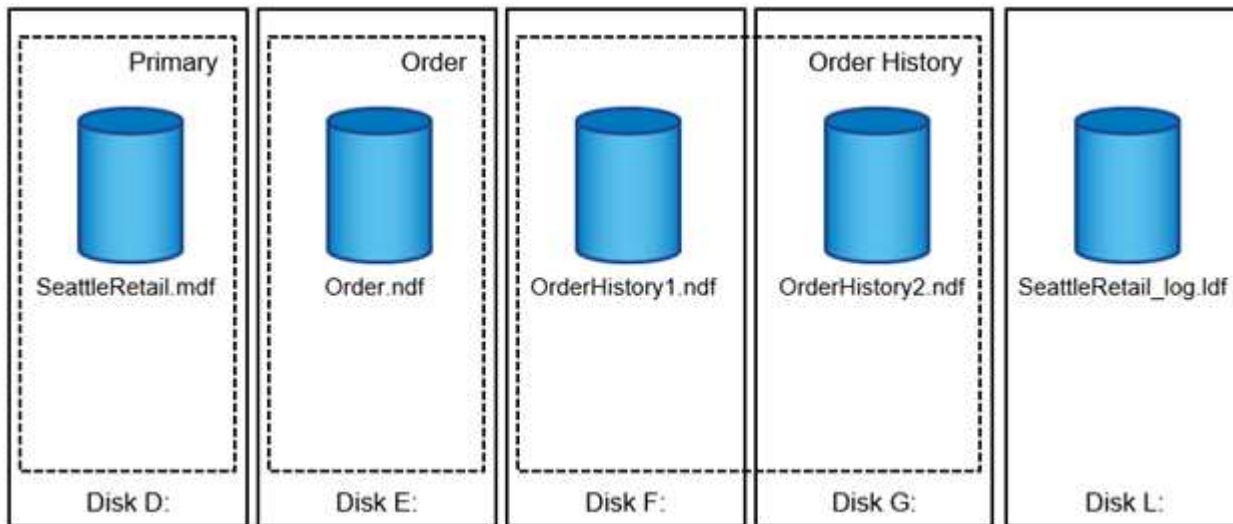 Primary
Order
Order History
SeattleRetail.mdf
Order.ndf
OrderHistory1.ndf
OrderHistory2.ndf
SeattleRetail_log.ldf
Disk D:
Disk E:
Disk F:
Disk G:
Disk L: